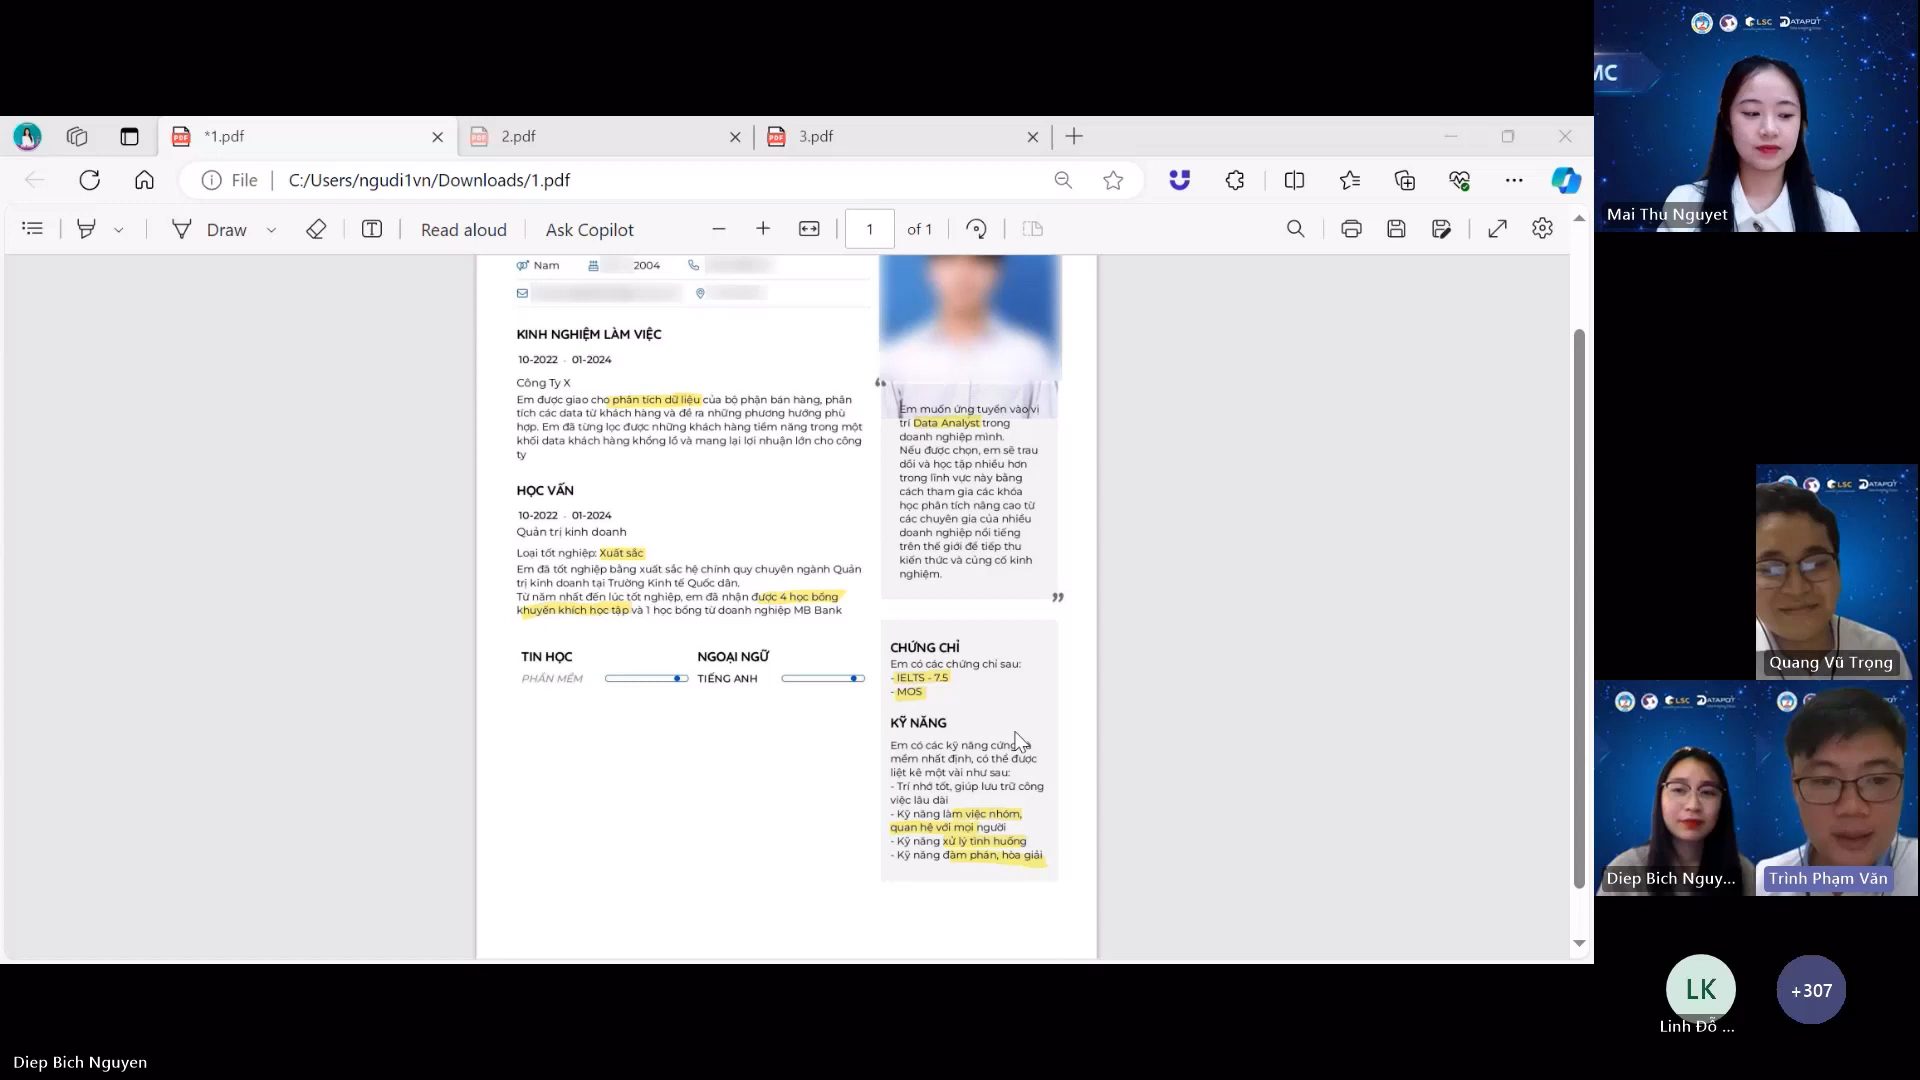 *1.pdf
2.pdf
3.pdf
File
C:/Users/ngudi1vn/Downloads/1.pdf
Draw
Read aloud
Ask Copilot
1
of 1
Nam
2004
KINH NGHIỆM LÀM VIỆC
10-2022 - 01-2024
Công Ty X
Em được giao cho phân tích dữ liệu của bộ phận bán hàng, phân
tích các data từ khách hàng và đề ra những phương hướng phù
hợp. Em đã từng lọc được những khách hàng tiềm năng trong một
khối data khách hàng khổng lồ và mang lại lợi nhuận lớn cho công
ty
HỌC VẤN
10-2022 - 01-2024
Quản trị kinh doanh
Loại tốt nghiệp: Xuất sắc
Em đã tốt nghiệp bằng xuất sắc hệ chính quy chuyên ngành Quản
trị kinh doanh tại Trường Kinh tế Quốc dân.
Từ năm nhất đến lúc tốt nghiệp, em đã nhận được 4 học bổng
khuyến khích học tập và 1 học bổng từ doanh nghiệp MB Bank
TIN HỌC
PHẦN MỀM
NGOẠI NGỮ
TIẾNG ANH
“
Em muốn ứng tuyển vào vị
trí Data Analyst trong
doanh nghiệp mình.
Nếu được chọn, em sẽ trau
dồi và học tập nhiều hơn
trong lĩnh vực này bằng
cách tham gia các khóa
học phân tích nâng cao từ
các chuyên gia của nhiều
doanh nghiệp nổi tiếng
trên thế giới để tiếp thu
kiến thức và củng cố kinh
nghiệm.
”
CHỨNG CHỈ
Em có các chứng chỉ sau:
- IELTS - 7.5
- MOS
KỸ NĂNG
Em có các kỹ năng cứng
mềm nhất định, có thể được
liệt kê một vài như sau:
- Trí nhớ tốt, giúp lưu trữ công
việc lâu dài
- Kỹ năng làm việc nhóm,
quan hệ với mọi người
- Kỹ năng xử lý tình huống
- Kỹ năng đàm phán, hòa giải
LSC DATAPOT
MC
Mai Thu Nguyet
LSC DATAPOT
Quang Vũ Trọng
LSC DATAPOT
Diep Bich Nguy...
Trình Phạm Văn
LK
Linh Đỗ ...
+307
Diep Bich Nguyen